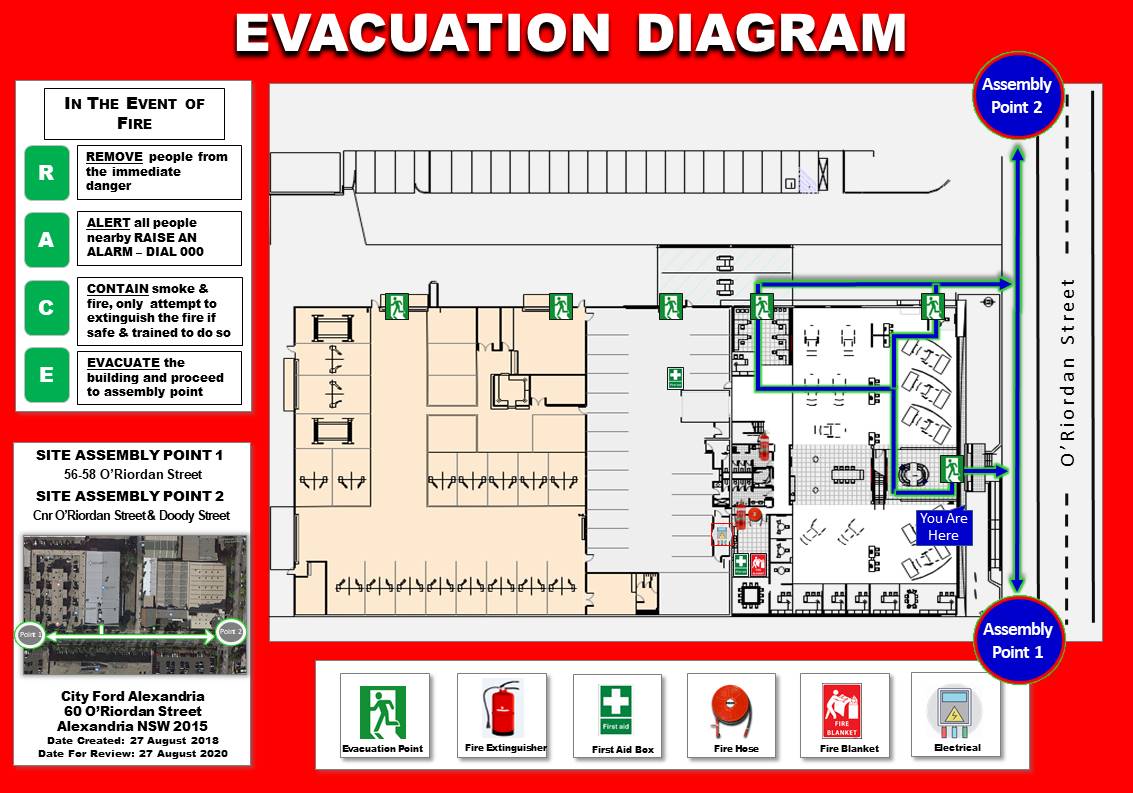 EVACUATION DIAGRAM
IN THE EVENT OF
FIRE
R
REMOVE people from
the immediate
danger
A
ALERT all people
nearby RAISE AN
ALARM – DIAL 000
C
CONTAIN smoke &
fire, only attempt to
extinguish the fire if
safe & trained to do so
E
EVACUATE the
building and proceed
to assembly point
SITE ASSEMBLY POINT 1
56-58 O'Riordan Street
SITE ASSEMBLY POINT 2
Cnr O'Riordan Street & Doody Street
Point 1
Point 2
City Ford Alexandria
60 O'Riordan Street
Alexandria NSW 2015
Date Created: 27 August 2018
Date For Review: 27 August 2020
Assembly
Point 2
O'Riordan Street
You Are
Here
Assembly
Point 1
Evacuation Point
Fire Extinguisher
First aid
First Aid Box
Fire Hose
FIRE
BLANKET
Fire Blanket
Electrical